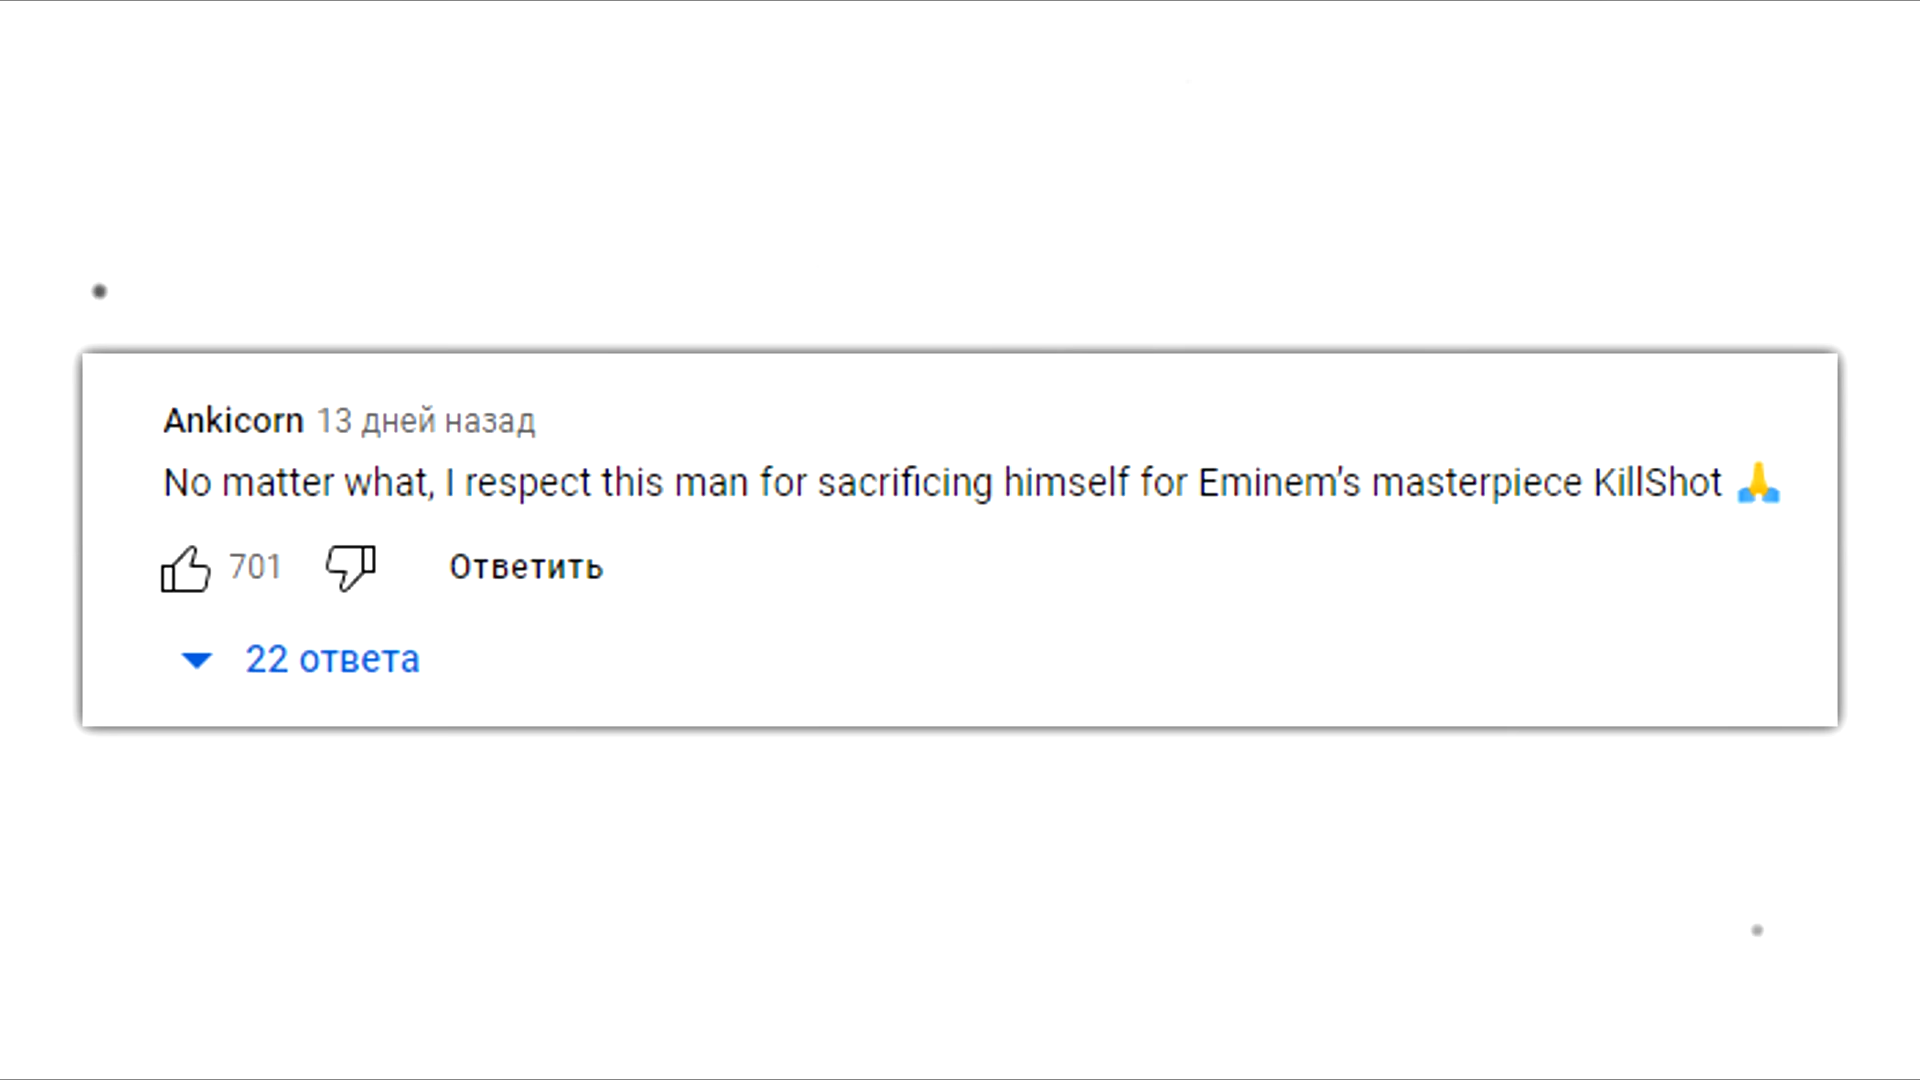 Ankicorn 13 дней назад
No matter what, I respect this man for sacrificing himself for Eminem's masterpiece KillShot 🙏
701 Ответить
22 ответа